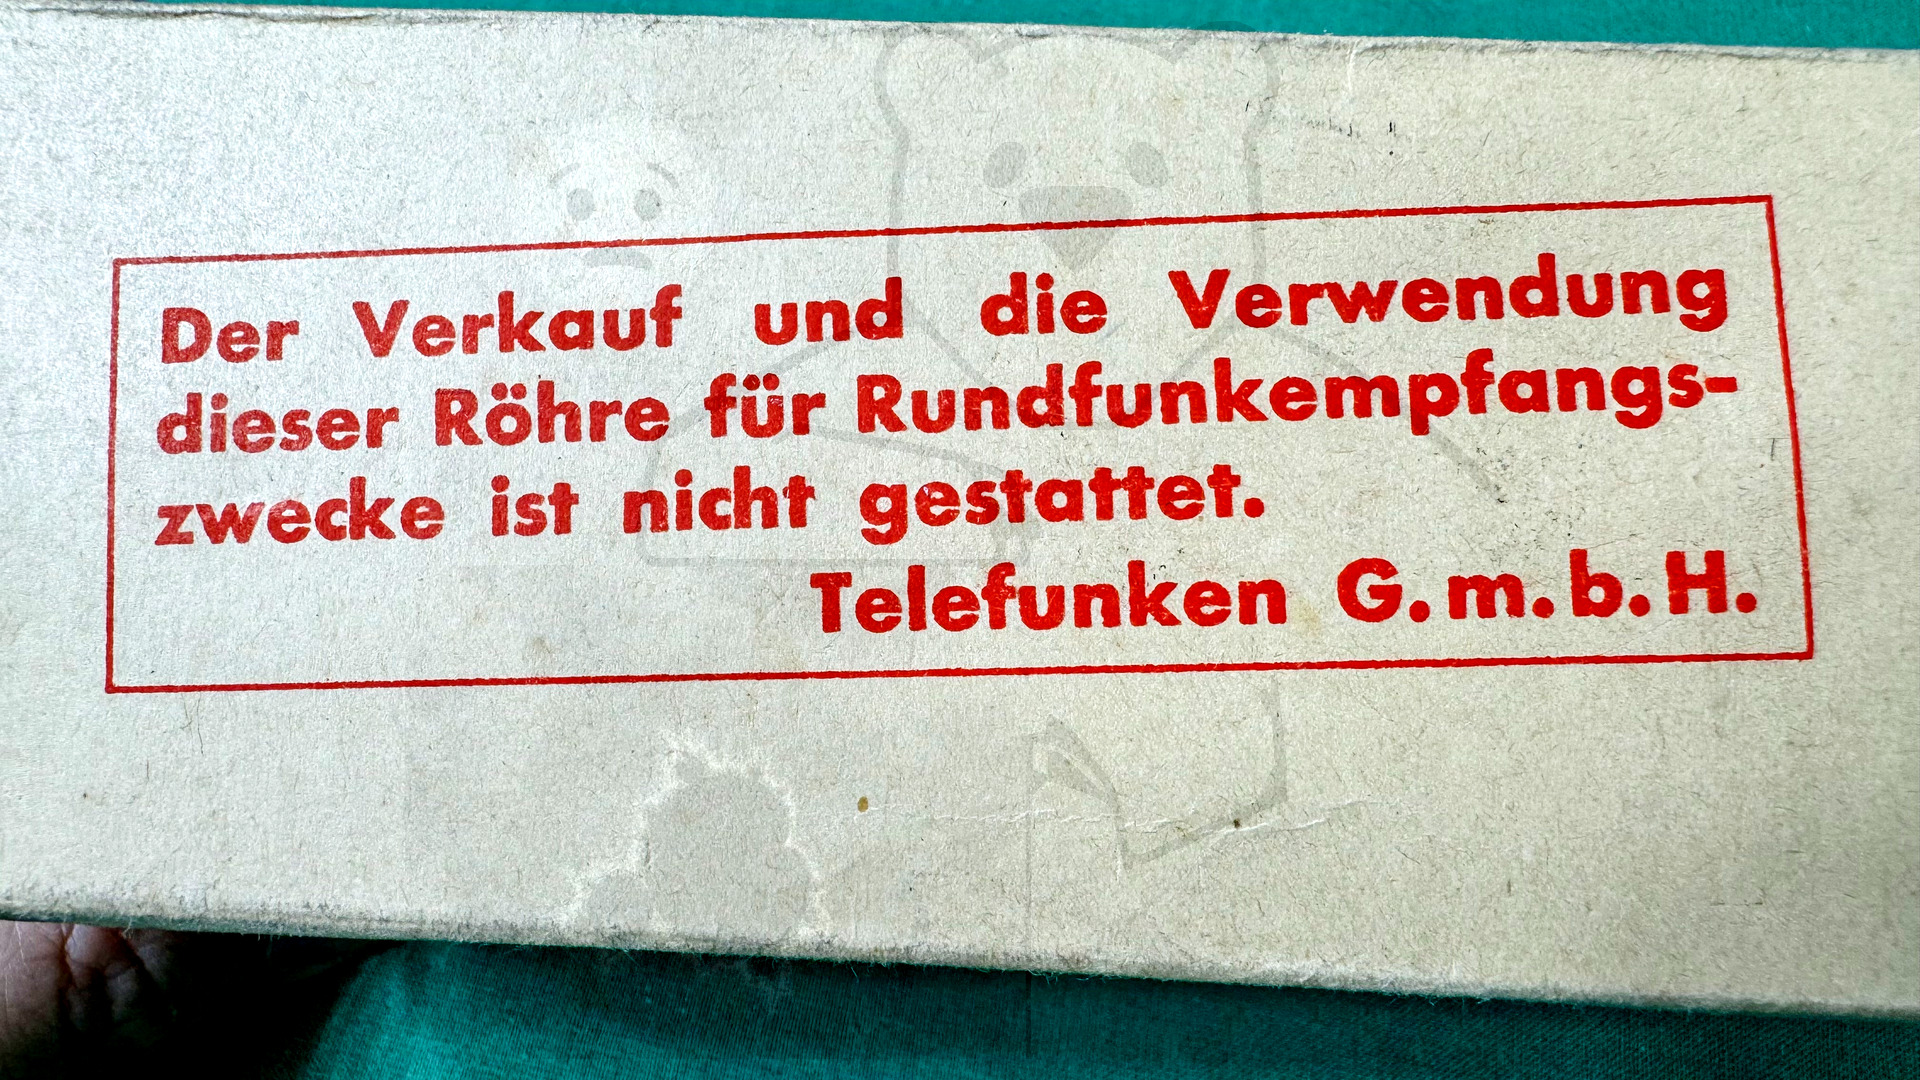 Der Verkauf und die Verwendung
dieser Röhre für Rundfunkempfangs-
zwecke ist nicht gestattet.
Telefunken G.m.b.H.